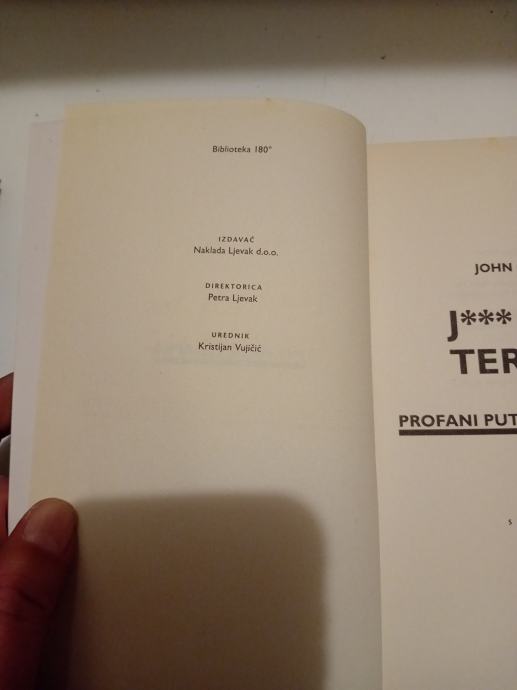 Biblioteka 180°
IZDAVAČ
Naklada Ljevak d.o.o.
DIREKTORICA
Petra Ljevak
UREDNIK
Kristijan Vujičić
JOHN
J***
TER
PROFANI PUT
S